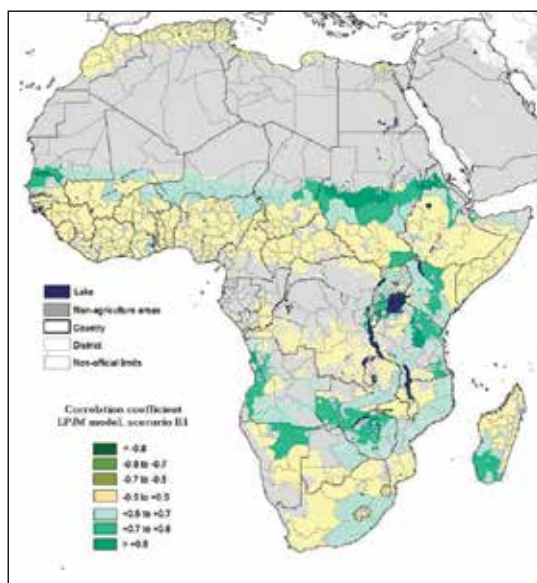 Lake
Non-agriculture areas
Country
District
Non-official limits
Correlation coefficient
LPJM model, scenario B1
< -0.8
-0.8 to -0.7
-0.7 to -0.5
-0.5 to +0.5
+0.5 to +0.7
+0.7 to +0.8
> +0.8